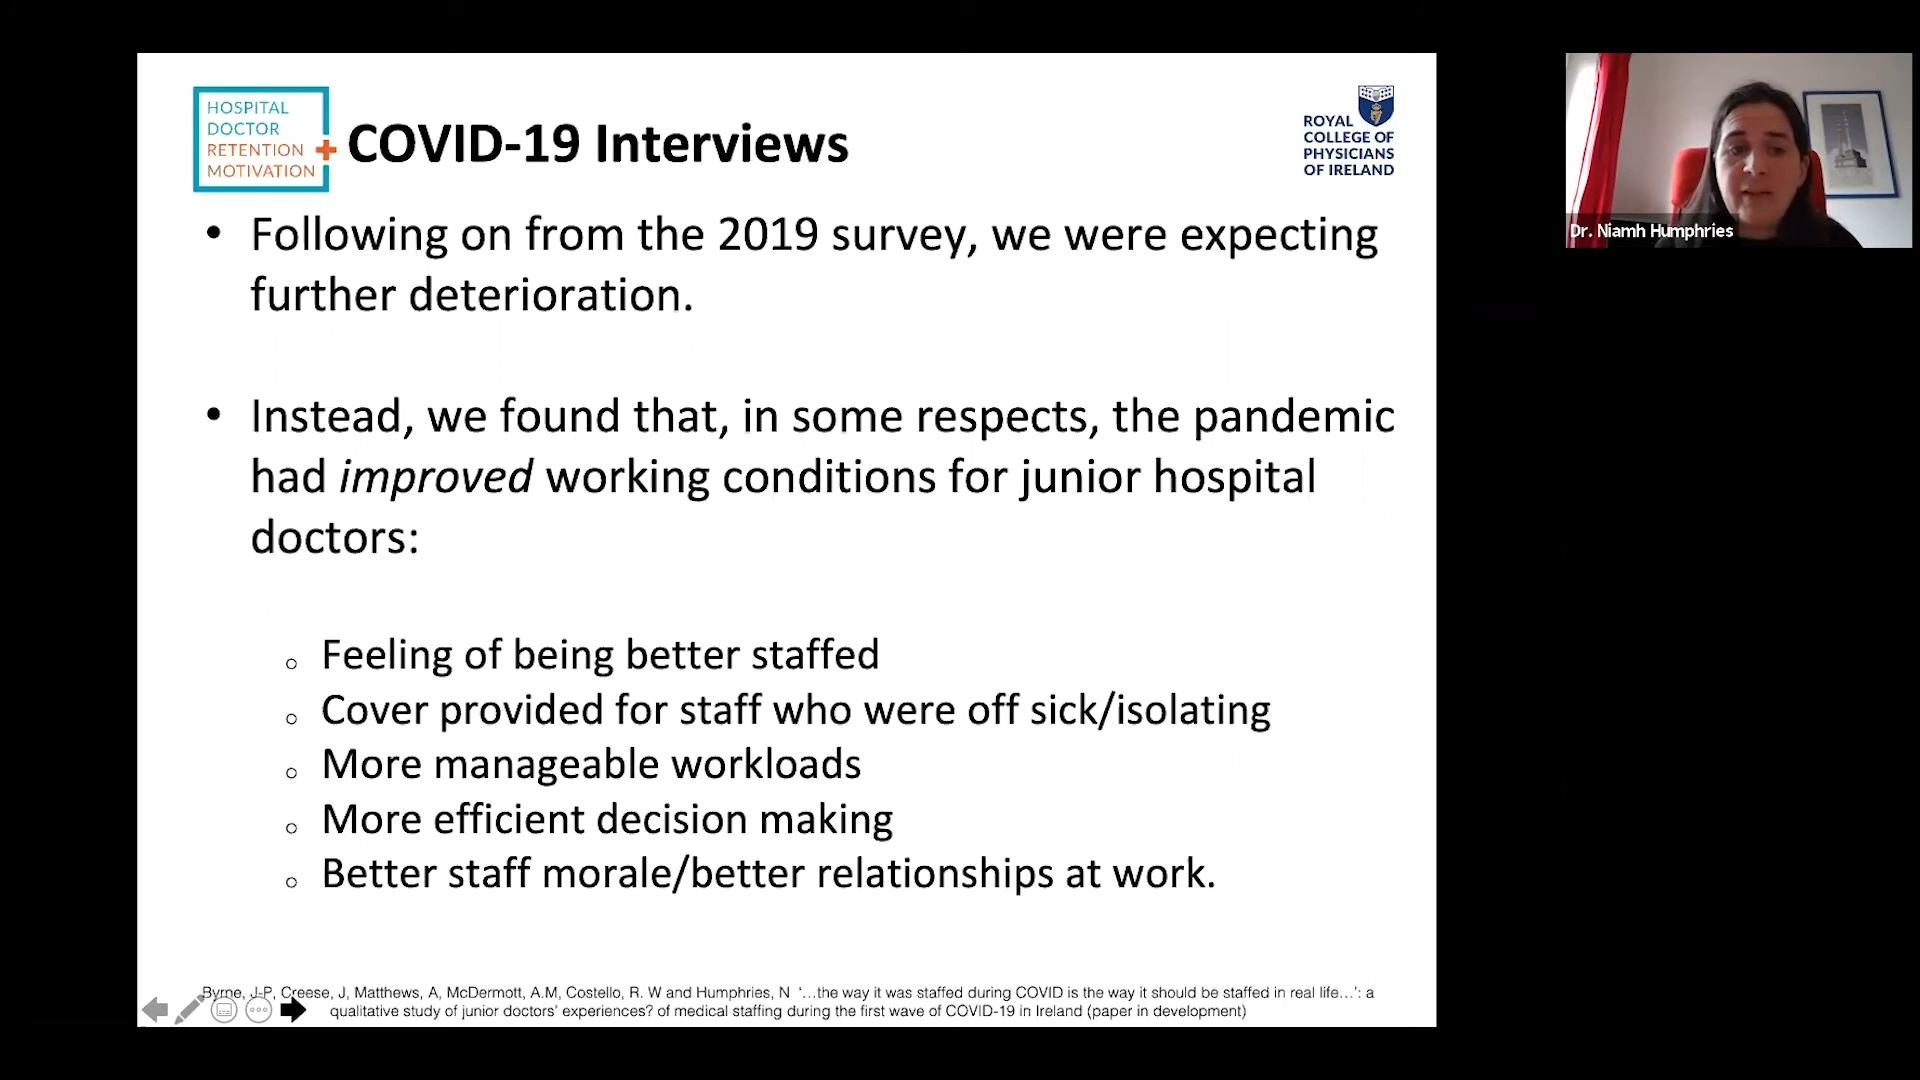 HOSPITAL
DOCTOR
RETENTION
MOTIVATION
COVID-19 Interviews
ROYAL
COLLEGE OF
PHYSICIANS
OF IRELAND
• Following on from the 2019 survey, we were expecting
further deterioration.
• Instead, we found that, in some respects, the pandemic
had improved working conditions for junior hospital
doctors:
o Feeling of being better staffed
o Cover provided for staff who were off sick/isolating
o More manageable workloads
o More efficient decision making
o Better staff morale/better relationships at work.
Byrne, J-P, Creese, J, Matthews, A, McDermott, A.M, Costello, R. W and Humphries, N ‘...the way it was staffed during COVID is the way it should be staffed in real life...’: a
qualitative study of junior doctors’ experiences? of medical staffing during the first wave of COVID-19 in Ireland (paper in development)
Dr. Niamh Humphries